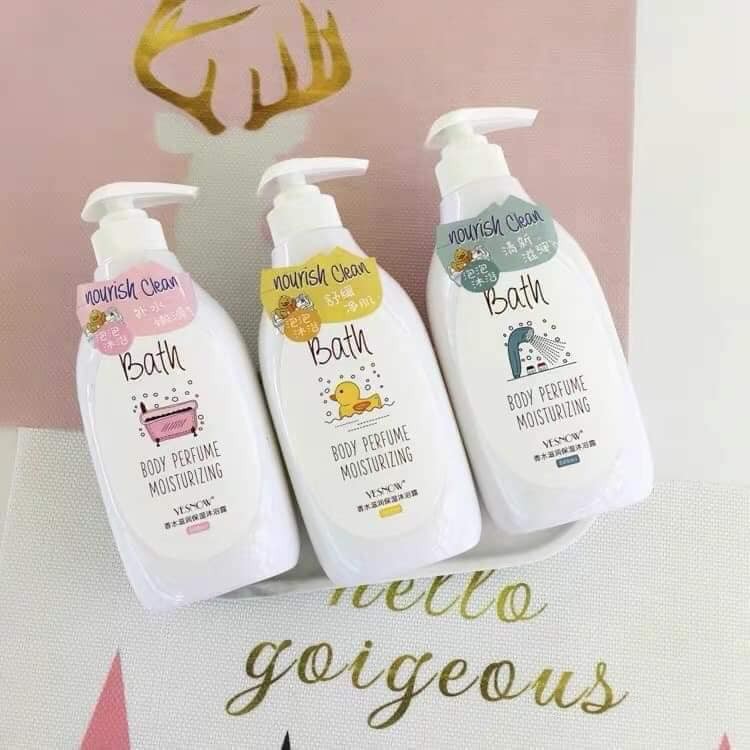 nourish Clean
补水
泡泡
沐浴
Bath
BODY PERFUME
MOISTURIZING
YESNOW
香水滋润保湿沐浴露
nourish Clean
舒缓
净肌
泡泡
沐浴
Bath
BODY PERFUME
MOISTURIZING
YESNOW
香水滋润保湿沐浴露
nourish Clean
清新
滋养
泡泡
沐浴
Bath
BODY PERFUME
MOISTURIZING
YESNOW
香水滋润保湿沐浴露
hello
goigeous